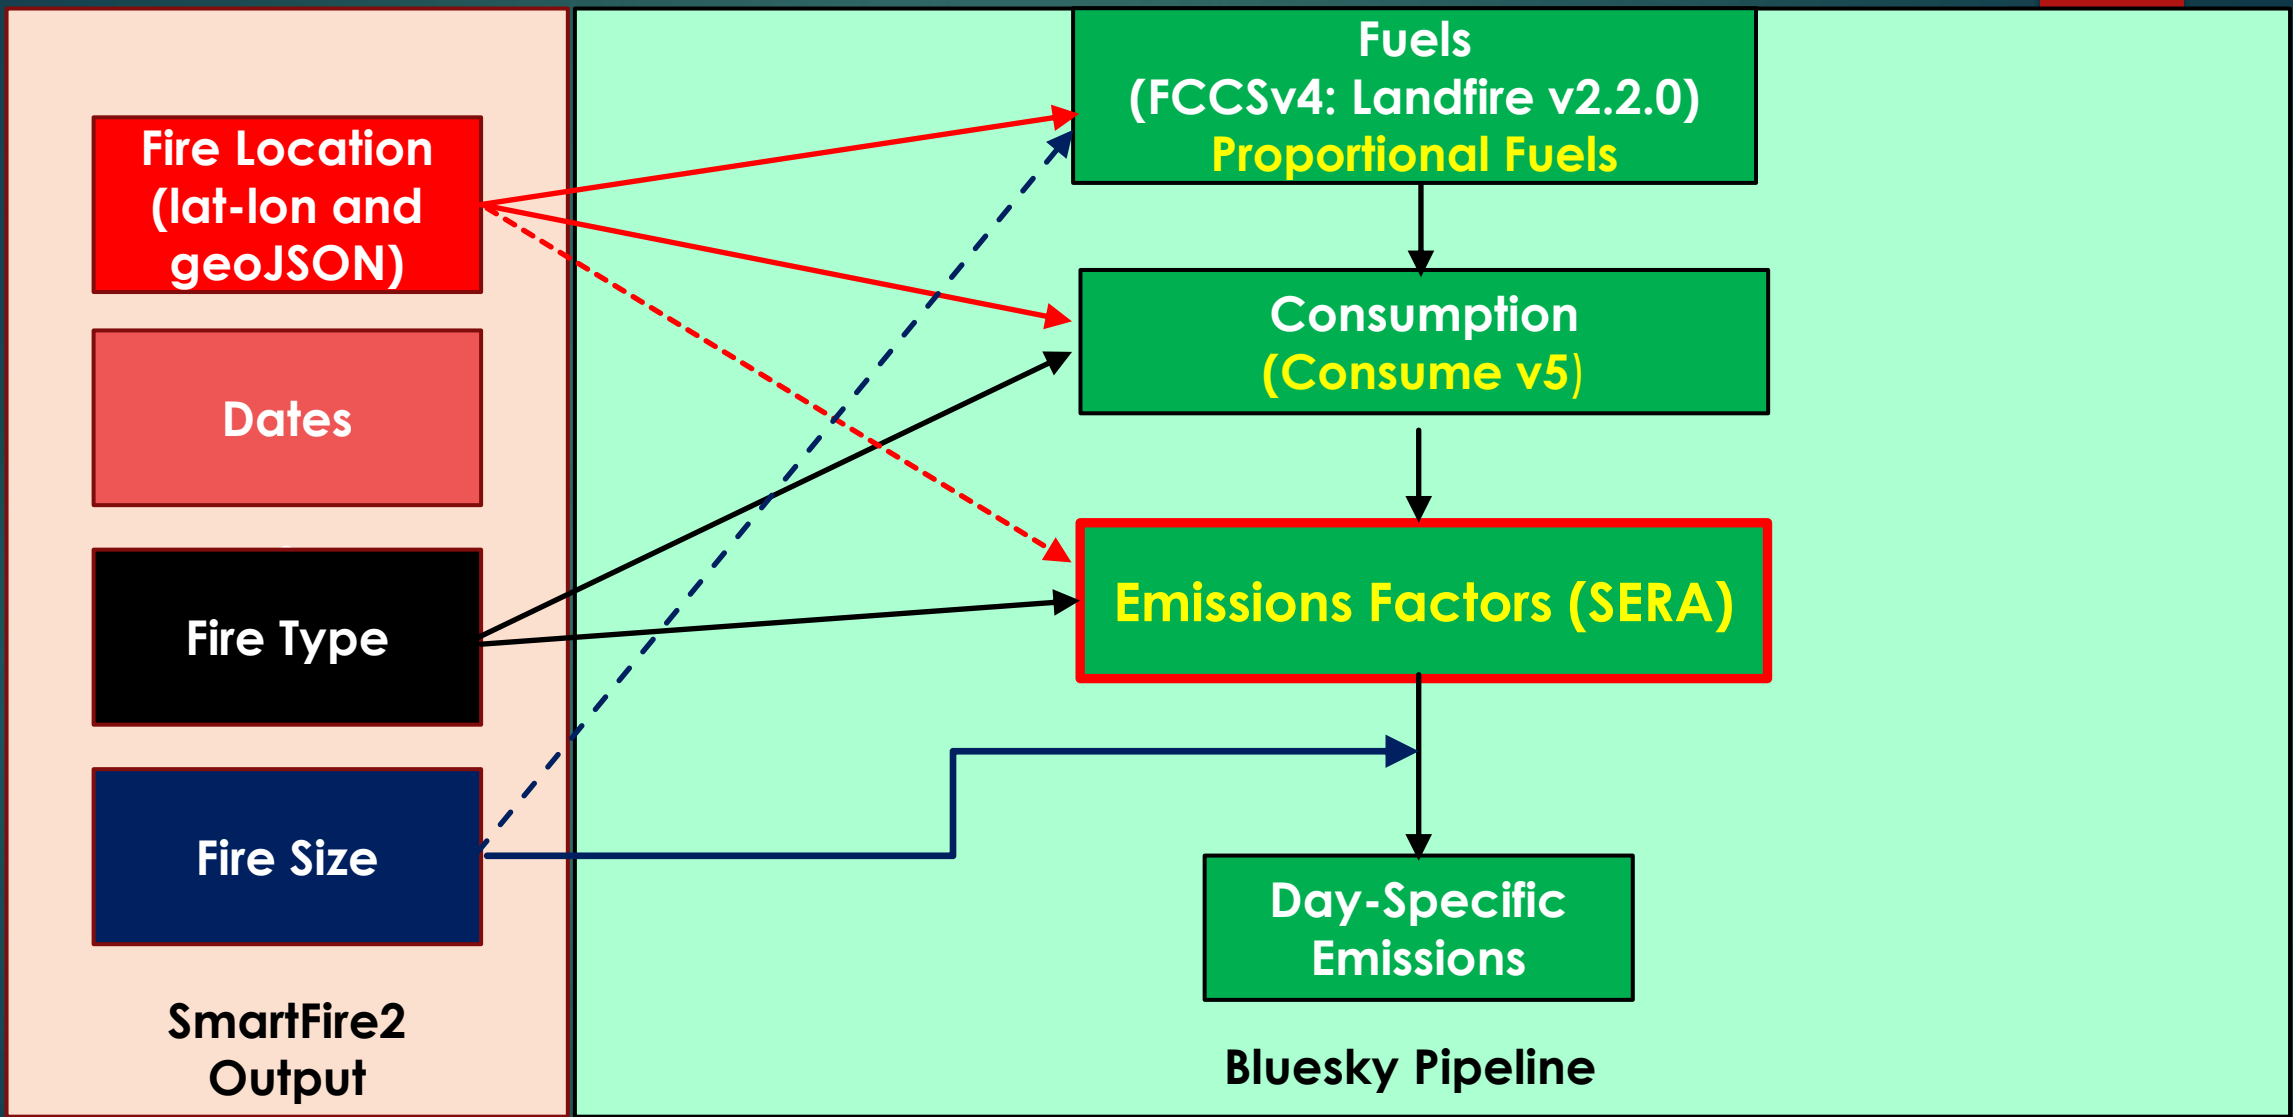 Fire Location
(lat-lon and
geoJSON)
Dates
Fire Type
Fire Size
SmartFire2
Output
Fuels
(FCCSv4: Landfire v2.2.0)
Proportional Fuels
Consumption
(Consume v5)
Emissions Factors (SERA)
Day-Specific
Emissions
Bluesky Pipeline